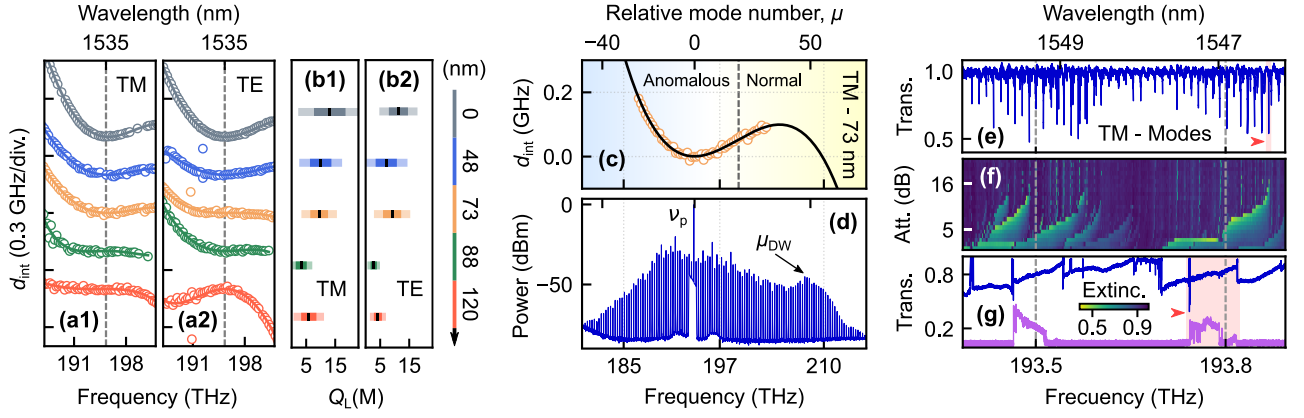 Wavelength (nm)
1535
1535
TM
TE
(a1)
(a2)
d_int (0.3 GHz/div.)
191
198
191
198
Frequency (THz)
(b1)
(b2)
(nm)
0
48
73
88
120
TM
TE
5
15
5
15
Q_L(M)
Relative mode number, μ
−40
0
40
Anomalous
Normal
TM - 73 nm
0.2
0.0
d_int (GHz)
(c)
0
−50
Power (dBm)
ν_p
(d)
μ_DW
185
197
210
Frequency (THz)
Wavelength (nm)
1549
1547
1.0
0.5
Trans.
(e)
TM - Modes
(f)
16
5
Att. (dB)
0.8
0.2
Trans.
Extinc.
0.5
0.9
(g)
193.5
193.8
Frecuency (THz)